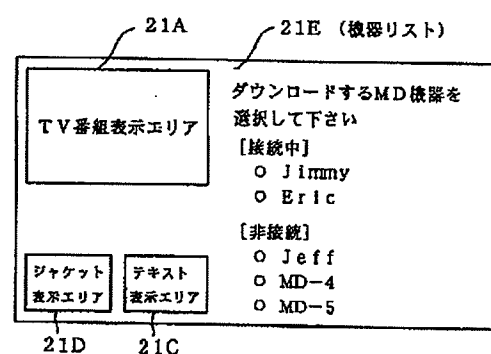 21A
21E (機器リスト)
TV番組表示エリア
ダウンロードするMD機器を
選択して下さい
[接続中]
○ Jimmy
○ Eric
[非接続]
○ Jeff
○ MD-4
○ MD-5
ジャケット
表示エリア
テキスト
表示エリア
21D
21C